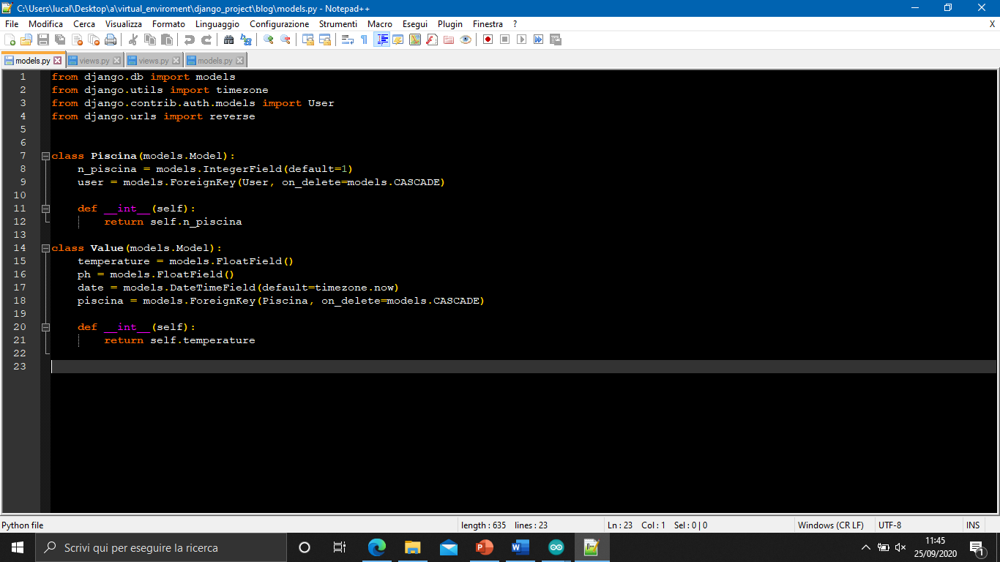 C:\Users\lucal\Desktop\a\virtual_enviroment\django_project\blog\models.py - Notepad++
File Modifica Cerca Visualizza Formato Linguaggio Configurazione Strumenti Macro Esegui Plugin Finestra ? X
models.py views.py views.py models.py
1 from django.db import models
2 from django.utils import timezone
3 from django.contrib.auth.models import User
4 from django.urls import reverse
5
6
7 class Piscina(models.Model):
8 n_piscina = models.IntegerField(default=1)
9 user = models.ForeignKey(User, on_delete=models.CASCADE)
10
11 def __int__(self):
12 return self.n_piscina
13
14 class Value(models.Model):
15 temperature = models.FloatField()
16 ph = models.FloatField()
17 date = models.DateTimeField(default=timezone.now)
18 piscina = models.ForeignKey(Piscina, on_delete=models.CASCADE)
19
20 def __int__(self):
21 return self.temperature
22
23
Python file length : 635 lines : 23 Ln : 23 Col : 1 Sel : 0 | 0 Windows (CR LF) UTF-8 INS
Scrivi qui per eseguire la ricerca
11:45
25/09/2020
1